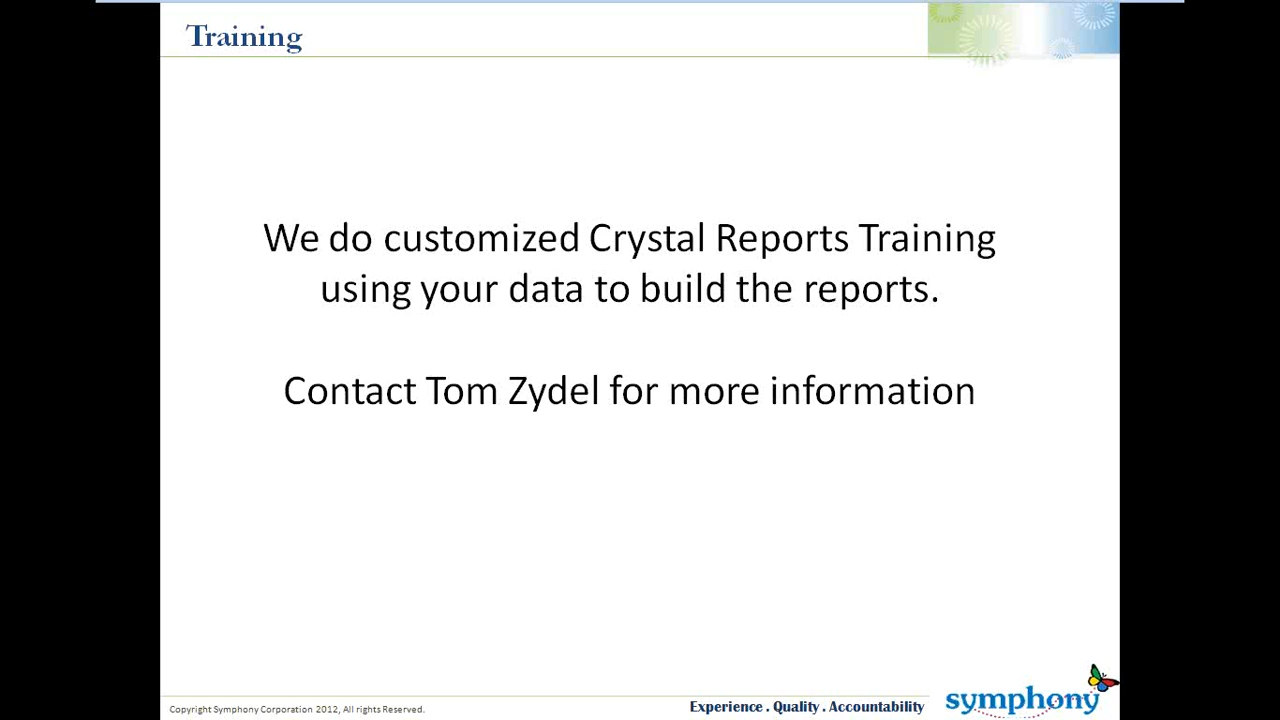 Training
We do customized Crystal Reports Training
using your data to build the reports.
Contact Tom Zydel for more information
Copyright Symphony Corporation 2012, All rights Reserved.
Experience . Quality . Accountability
symphony